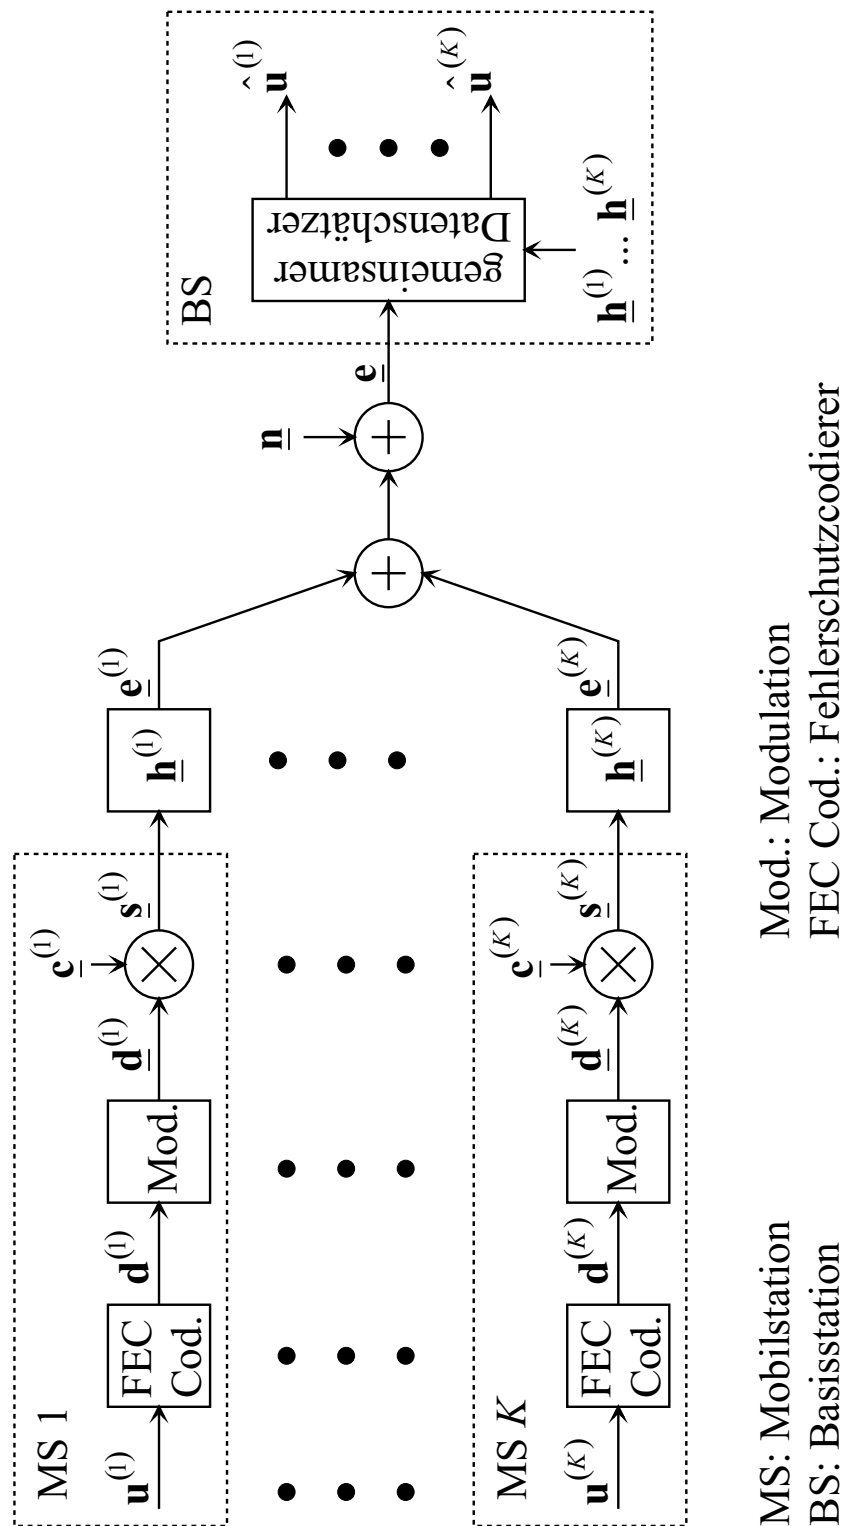 MS 1
u^(1)
FEC
Cod.
d^(1)
Mod.
d^(1)
c^(1)
s^(1)
h^(1)
e^(1)
MS K
u^(K)
FEC
Cod.
d^(K)
Mod.
d^(K)
c^(K)
s^(K)
h^(K)
e^(K)
n
e
BS
gemeinsamer
Datenschätzer
h^(1) ... h^(K)
û^(1)
û^(K)
MS: Mobilstation
BS: Basisstation
Mod.: Modulation
FEC Cod.: Fehlerschutzcodierer